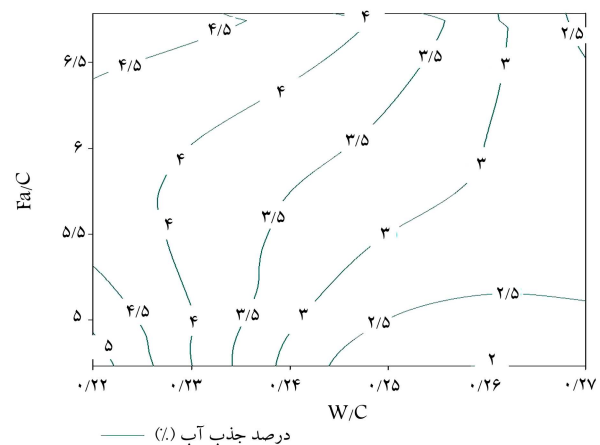 ۴/۵ ۴ ۲/۵
۶/۵ ۴/۵ ۳/۵ ۳
۴
۶ ۴ ۳/۵ ۳
Fa/C
۵/۵ ۴ ۳/۵ ۳
۵ ۴/۵ ۴ ۳/۵ ۳ ۲/۵ ۲/۵
۵ ۲
۰/۲۲ ۰/۲۳ ۰/۲۴ ۰/۲۵ ۰/۲۶ ۰/۲۷
W/C
درصد جذب آب (٪)